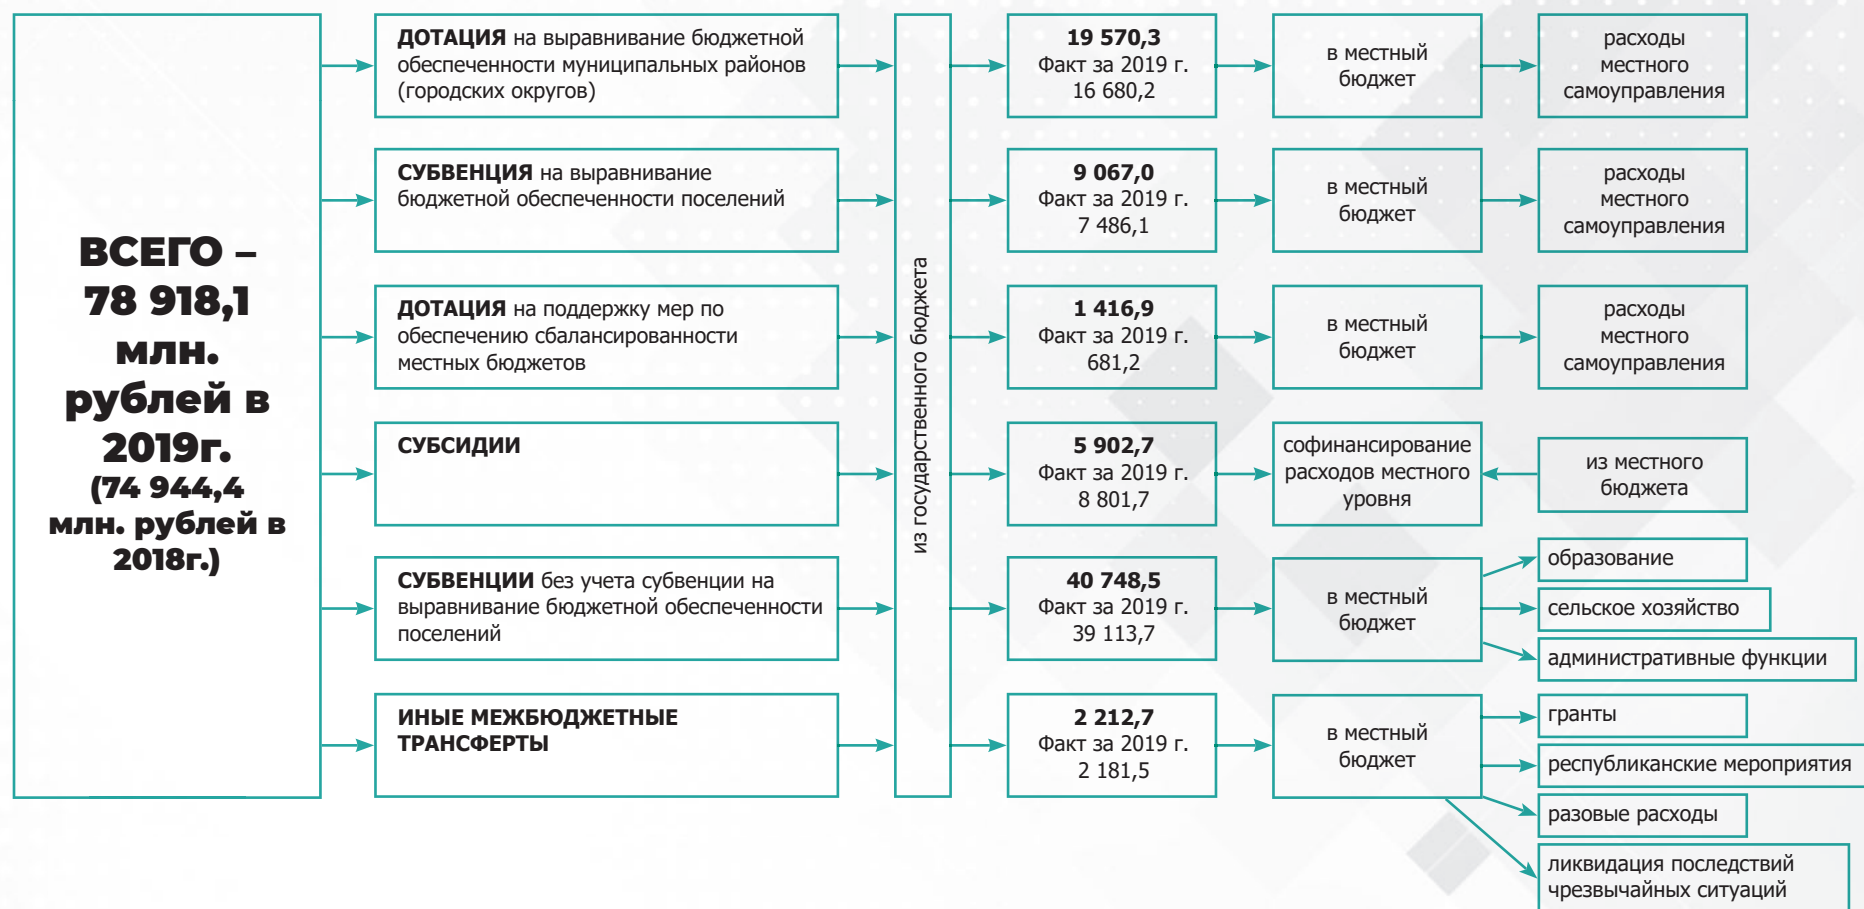 ВСЕГО –
78 918,1
млн.
рублей в
2019г.
(74 944,4
млн. рублей в
2018г.)
ДОТАЦИЯ на выравнивание бюджетной
обеспеченности муниципальных районов
(городских округов)
19 570,3
Факт за 2019 г.
16 680,2
в местный
бюджет
расходы
местного
самоуправления
СУБВЕНЦИЯ на выравнивание
бюджетной обеспеченности поселений
9 067,0
Факт за 2019 г.
7 486,1
в местный
бюджет
расходы
местного
самоуправления
ДОТАЦИЯ на поддержку мер по
обеспечению сбалансированности
местных бюджетов
1 416,9
Факт за 2019 г.
681,2
в местный
бюджет
расходы
местного
самоуправления
из государственного бюджета
СУБСИДИИ
5 902,7
Факт за 2019 г.
8 801,7
софинансирование
расходов местного
уровня
из местного
бюджета
СУБВЕНЦИИ без учета субвенции на
выравнивание бюджетной обеспеченности
поселений
40 748,5
Факт за 2019 г.
39 113,7
в местный
бюджет
образование
сельское хозяйство
административные функции
ИНЫЕ МЕЖБЮДЖЕТНЫЕ
ТРАНСФЕРТЫ
2 212,7
Факт за 2019 г.
2 181,5
в местный
бюджет
гранты
республиканские мероприятия
разовые расходы
ликвидация последствий
чрезвычайных ситуаций